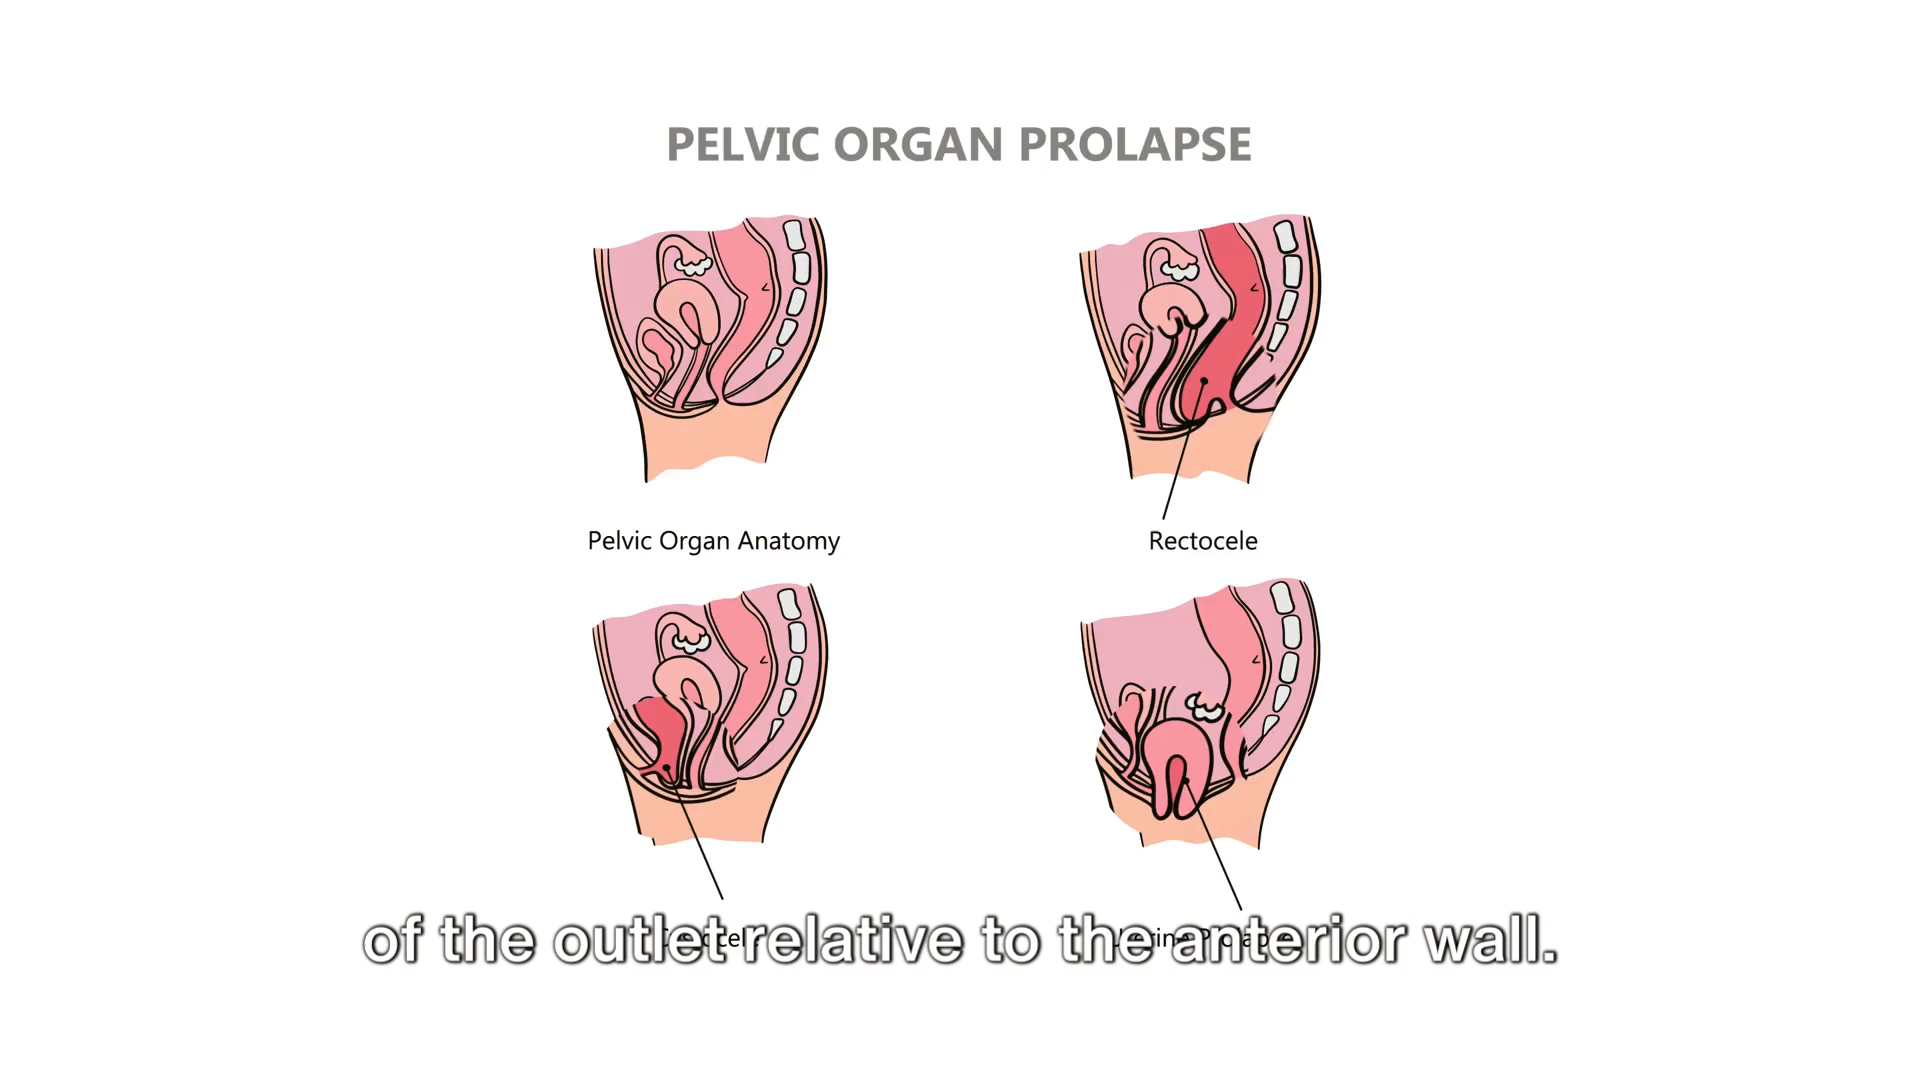 PELVIC ORGAN PROLAPSE
Pelvic Organ Anatomy
Rectocele
of the outlet relative to the anterior wall.